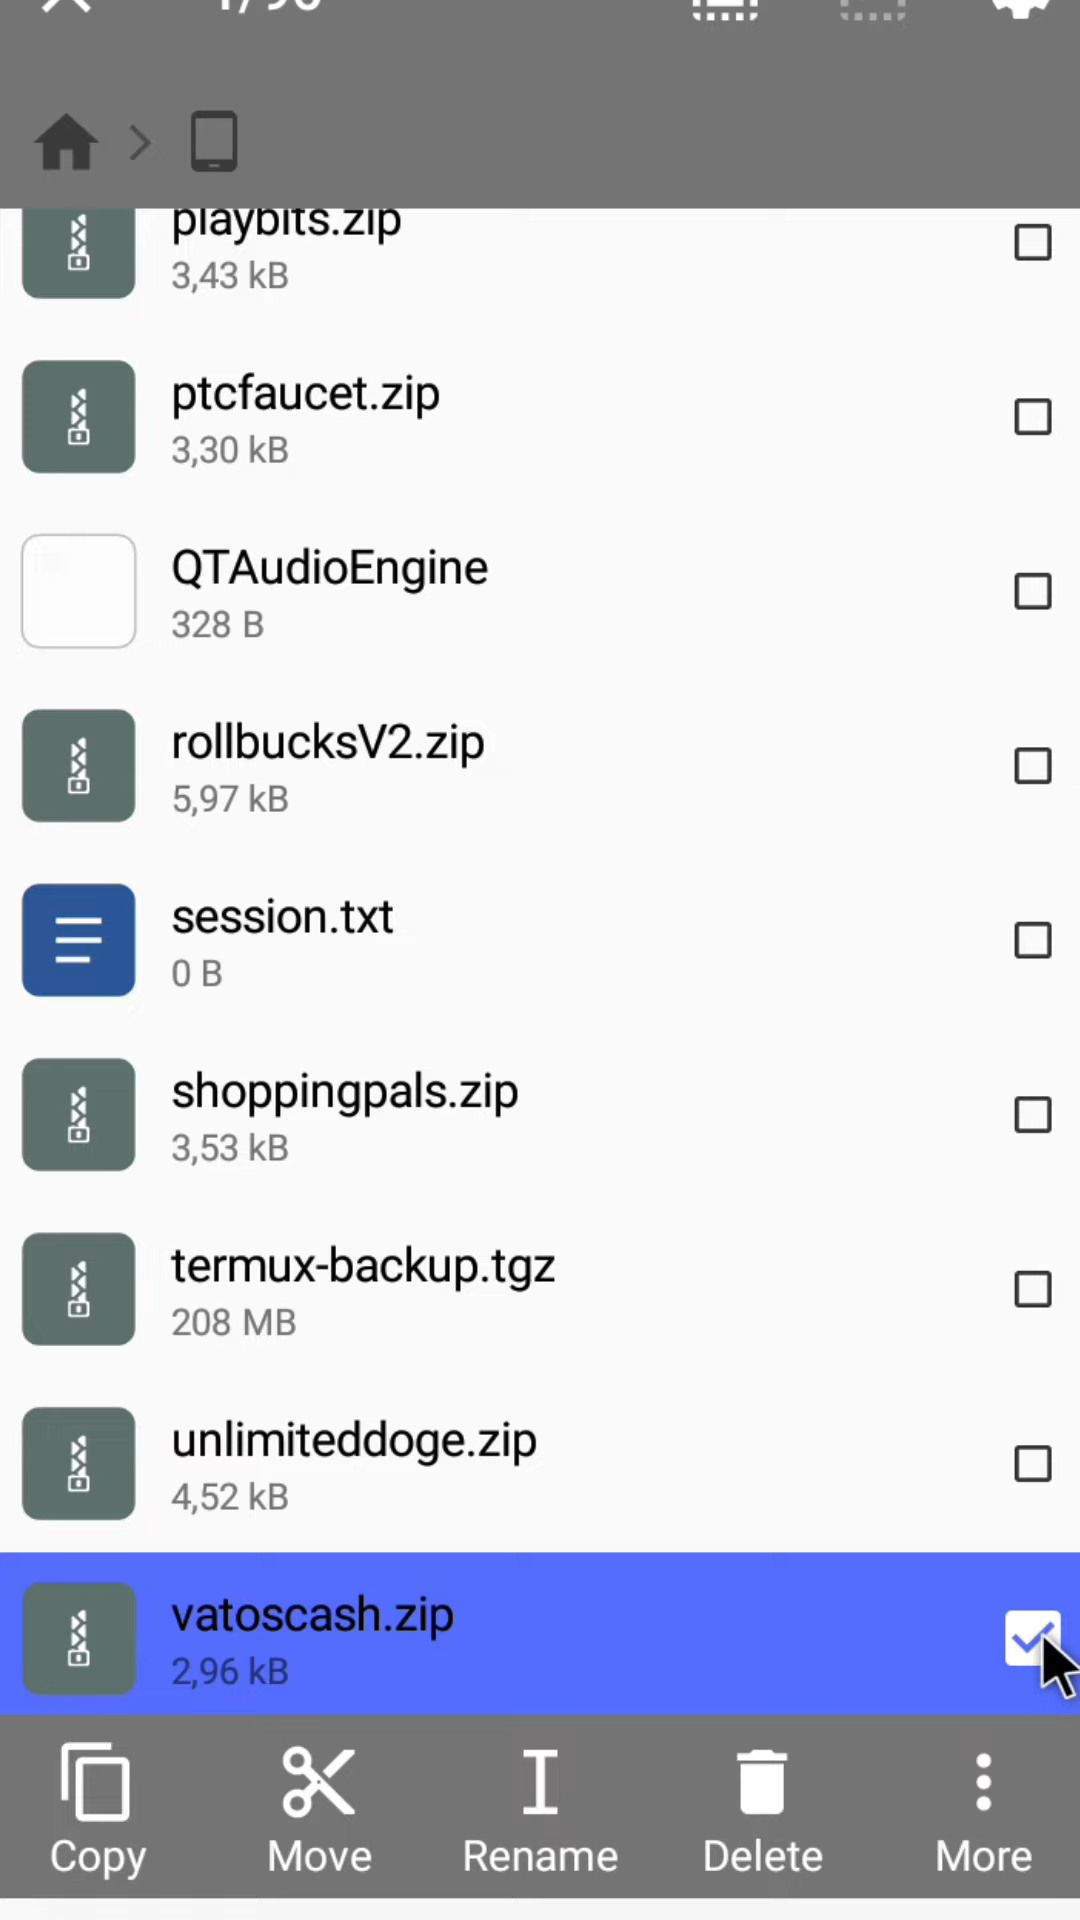 playbits.zip
3,43 kB
ptcfaucet.zip
3,30 kB
QTAudioEngine
328 B
rollbucksV2.zip
5,97 kB
session.txt
0 B
shoppingpals.zip
3,53 kB
termux-backup.tgz
208 MB
unlimiteddoge.zip
4,52 kB
vatoscash.zip
2,96 kB
Copy
Move
Rename
Delete
More